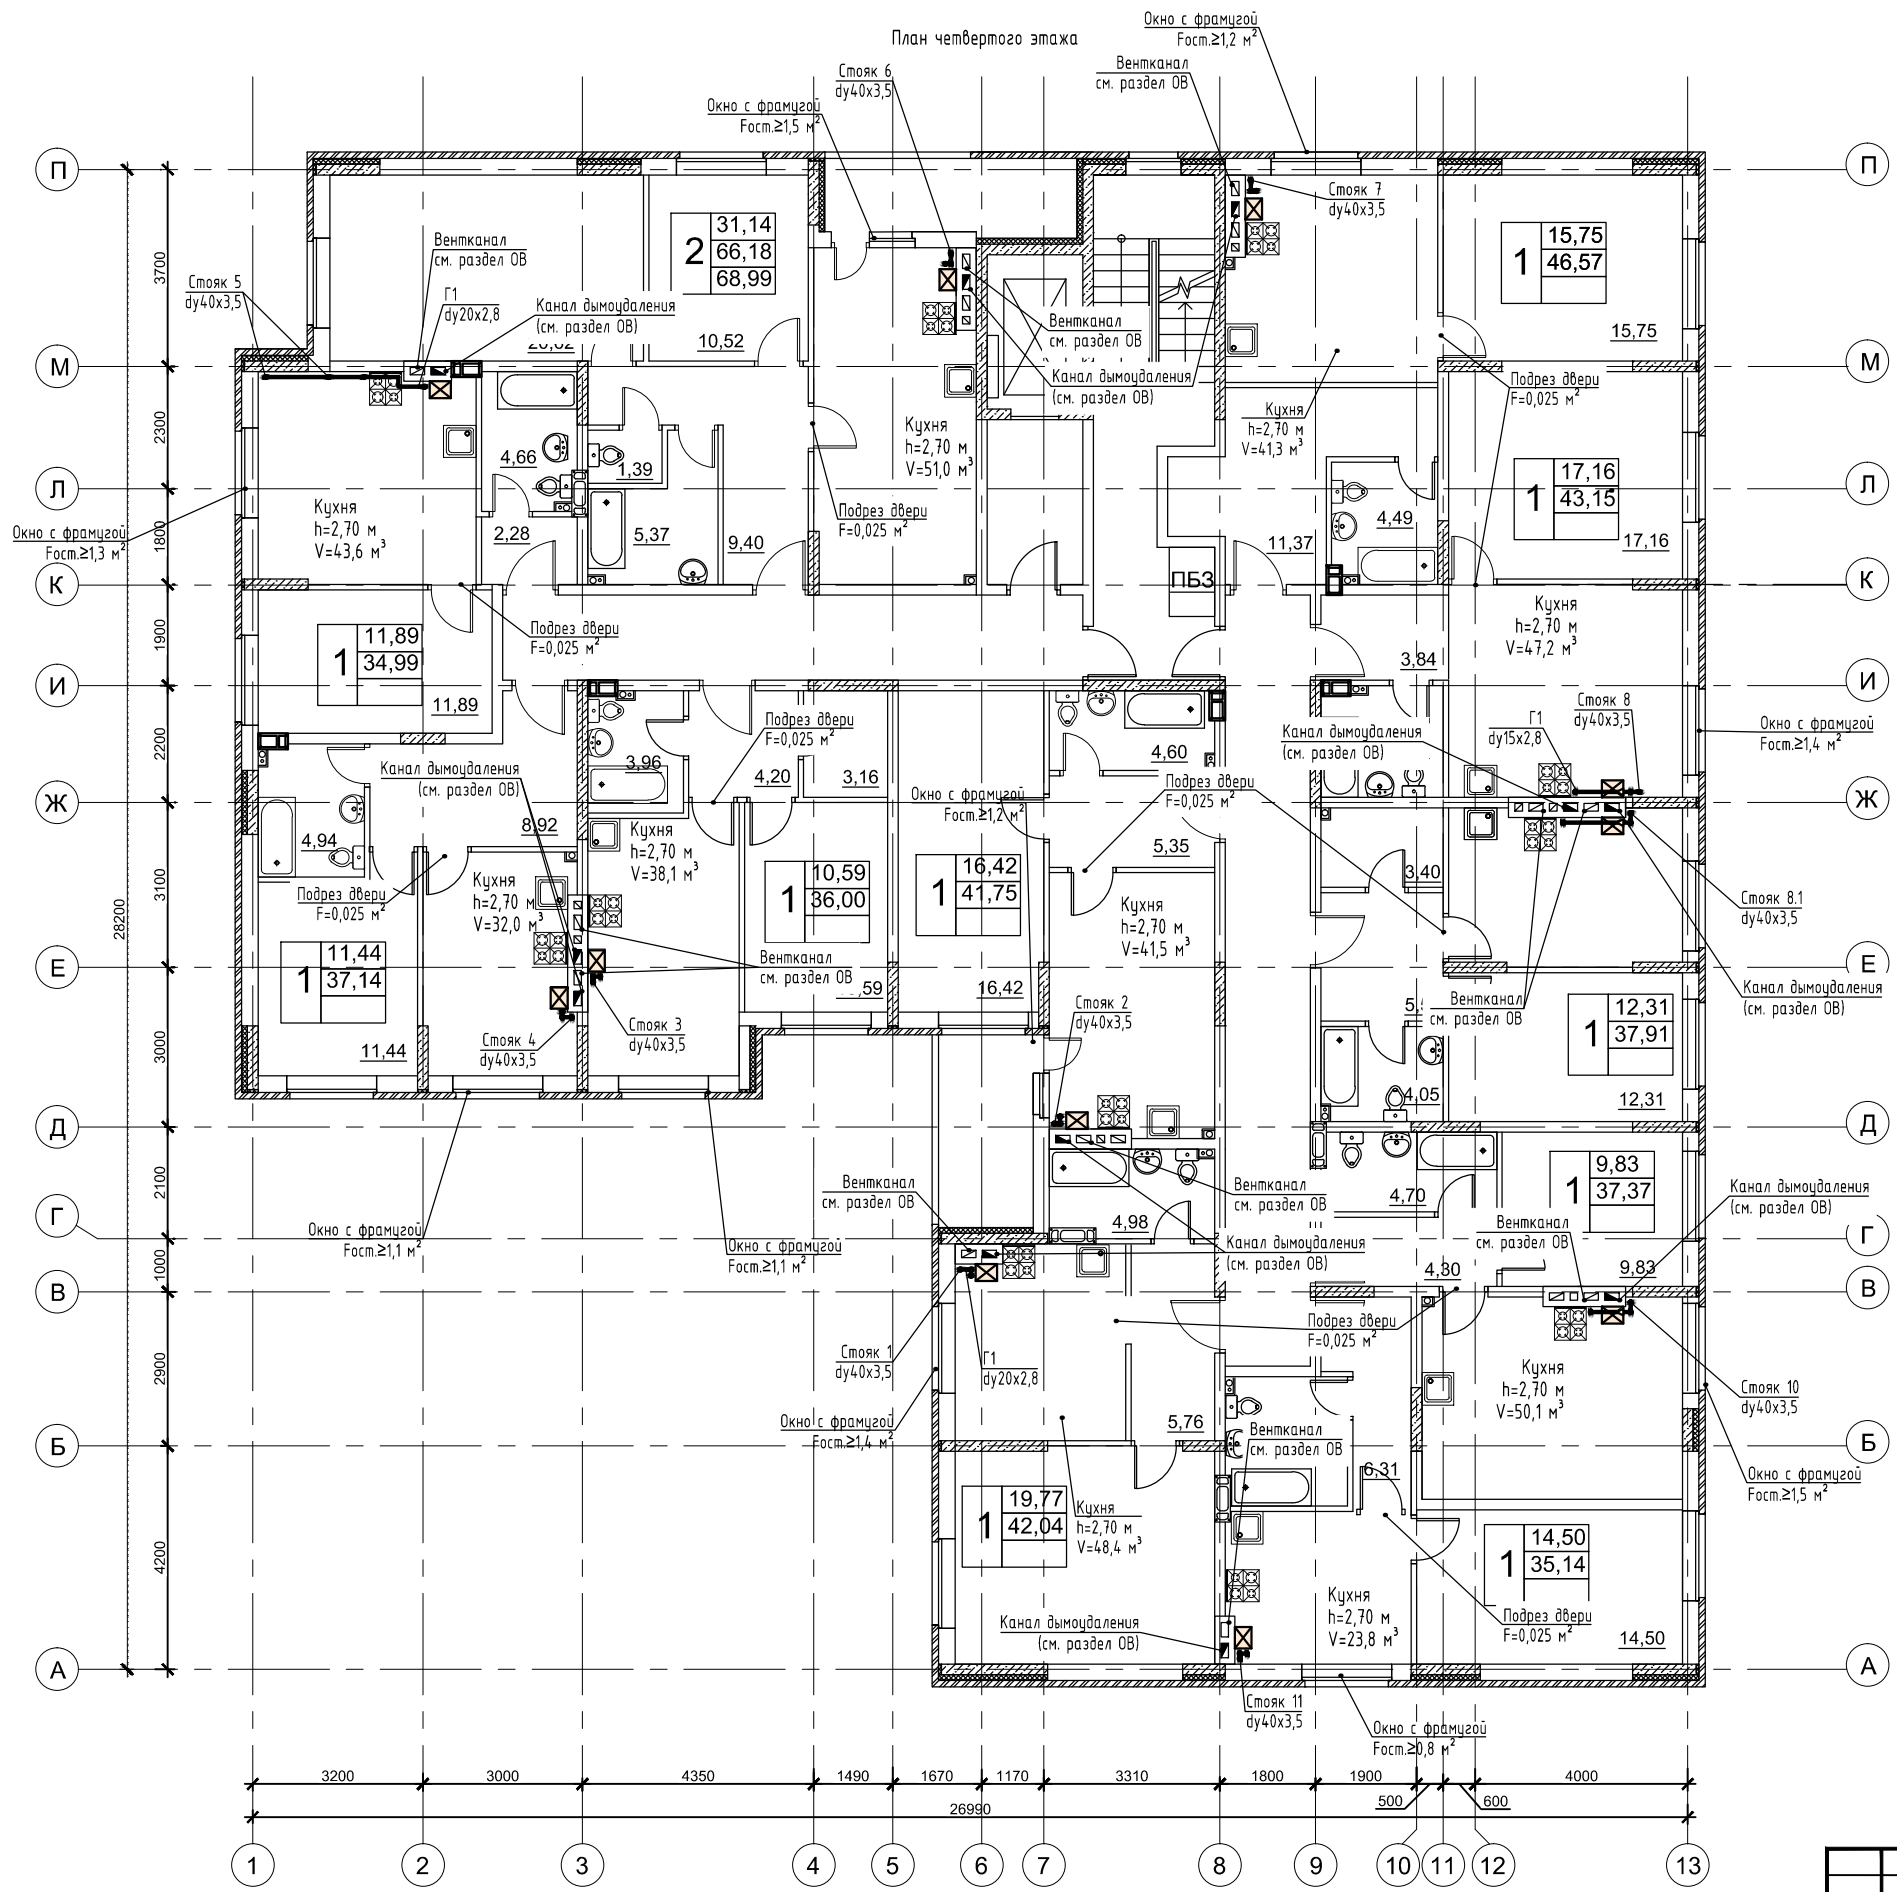 План четвертого этажа
Окно с фрамугой
Fост.≥1,2 м²
Вентканал
см. раздел ОВ
Стояк 6
dу40х3,5
Окно с фрамугой
Fост.≥1,5 м²
П
П
Стояк 7
dу40х3,5
2
31,14
66,18
68,99
1
15,75
46,57
15,75
Вентканал
см. раздел ОВ
3700
Стояк 5
dу40х3,5
Г1
dу20х2,8
Канал дымоудаления
(см. раздел ОВ)
10,52
Вентканал
см. раздел ОВ
М
М
Канал дымоудаления
(см. раздел ОВ)
Подрез двери
F=0,025 м²
2300
Кухня
h=2,70 м
V=51,0 м³
Кухня
h=2,70 м
V=41,3 м³
4,66
1,39
1
17,16
43,15
17,16
Л
Л
Кухня
h=2,70 м
V=43,6 м³
Окно с фрамугой
Fост.≥1,3 м²
1800
2,28
5,37
9,40
Подрез двери
F=0,025 м²
4,49
11,37
К
К
ПБЗ
Кухня
h=2,70 м
V=47,2 м³
1900
1
11,89
34,99
11,89
Подрез двери
F=0,025 м²
3,84
И
И
Стояк 8
dу40х3,5
Г1
dу15х2,8
Канал дымоудаления
(см. раздел ОВ)
Окно с фрамугой
Fост.≥1,4 м²
2200
Подрез двери
F=0,025 м²
3,96
4,20
3,16
4,60
Канал дымоудаления
(см. раздел ОВ)
Окно с фрамугой
Fост.≥1,2 м²
Подрез двери
F=0,025 м²
Ж
Ж
8,92
4,94
Кухня
h=2,70 м
V=38,1 м³
5,35
3,40
3100
28200
Подрез двери
F=0,025 м²
Кухня
h=2,70 м
V=32,0 м³
1
10,59
36,00
1
16,42
41,75
Кухня
h=2,70 м
V=41,5 м³
Стояк 8.1
dу40х3,5
Е
Е
1
11,44
37,14
11,44
Вентканал
см. раздел ОВ
16,42
Вентканал
см. раздел ОВ
Канал дымоудаления
(см. раздел ОВ)
1
12,31
37,91
12,31
3000
Стояк 4
dу40х3,5
Стояк 3
dу40х3,5
Стояк 2
dу40х3,5
4,05
Д
Д
2100
Вентканал
см. раздел ОВ
Вентканал
см. раздел ОВ
4,70
1
9,83
37,37
9,83
Канал дымоудаления
(см. раздел ОВ)
Вентканал
см. раздел ОВ
Г
Г
4,98
Канал дымоудаления
(см. раздел ОВ)
Окно с фрамугой
Fост.≥1,1 м²
Окно с фрамугой
Fост.≥1,1 м²
1000
4,30
В
В
Подрез двери
F=0,025 м²
Стояк 1
dу40х3,5
Г1
dу20х2,8
2900
Кухня
h=2,70 м
V=50,1 м³
Стояк 10
dу40х3,5
Окно с фрамугой
Fост.≥1,4 м²
5,76
Вентканал
см. раздел ОВ
Б
Б
6,31
Окно с фрамугой
Fост.≥1,5 м²
1
19,77
42,04
Кухня
h=2,70 м
V=48,4 м³
4200
1
14,50
35,14
14,50
Кухня
h=2,70 м
V=23,8 м³
Подрез двери
F=0,025 м²
Канал дымоудаления
(см. раздел ОВ)
А
А
Стояк 11
dу40х3,5
Окно с фрамугой
Fост.≥0,8 м²
3200
3000
4350
1490
1670
1170
3310
1800
1900
500
600
4000
26990
1
2
3
4
5
6
7
8
9
10
11
12
13